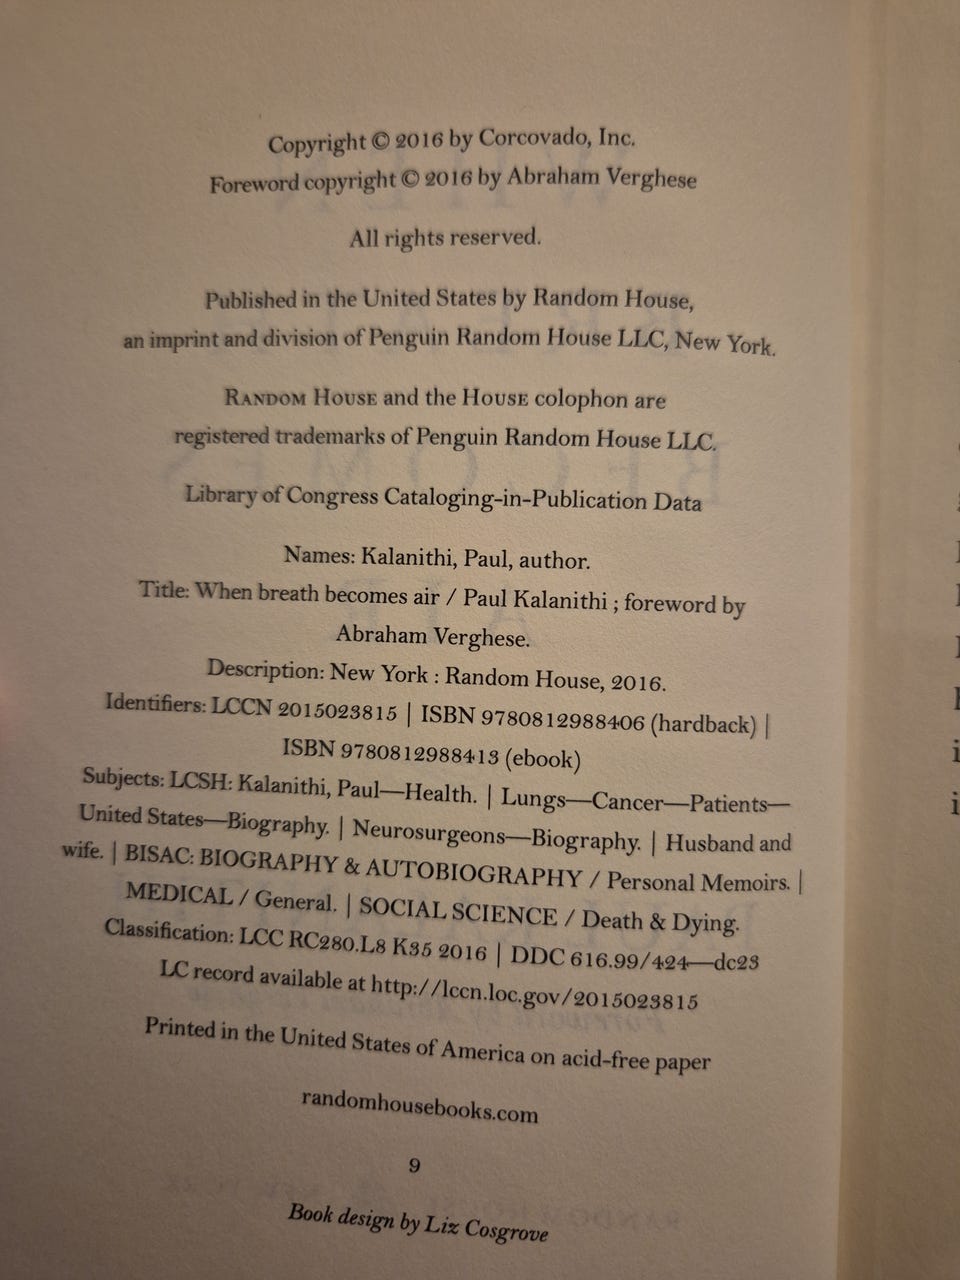 Copyright © 2016 by Corcovado, Inc.
Foreword copyright © 2016 by Abraham Verghese
All rights reserved.
Published in the United States by Random House,
an imprint and division of Penguin Random House LLC, New York.
RANDOM HOUSE and the HOUSE colophon are
registered trademarks of Penguin Random House LLC.
Library of Congress Cataloging-in-Publication Data
Names: Kalanithi, Paul, author.
Title: When breath becomes air / Paul Kalanithi ; foreword by
Abraham Verghese.
Description: New York : Random House, 2016.
Identifiers: LCCN 2015023815 | ISBN 9780812988406 (hardback) |
ISBN 9780812988413 (ebook)
Subjects: LCSH: Kalanithi, Paul—Health. | Lungs—Cancer—Patients—
United States—Biography. | Neurosurgeons—Biography. | Husband and
wife. | BISAC: BIOGRAPHY & AUTOBIOGRAPHY / Personal Memoirs. |
MEDICAL / General. | SOCIAL SCIENCE / Death & Dying.
Classification: LCC RC280.L8 K35 2016 | DDC 616.99/424—dc23
LC record available at http://lccn.loc.gov/2015023815
Printed in the United States of America on acid-free paper
randomhousebooks.com
9
Book design by Liz Cosgrove